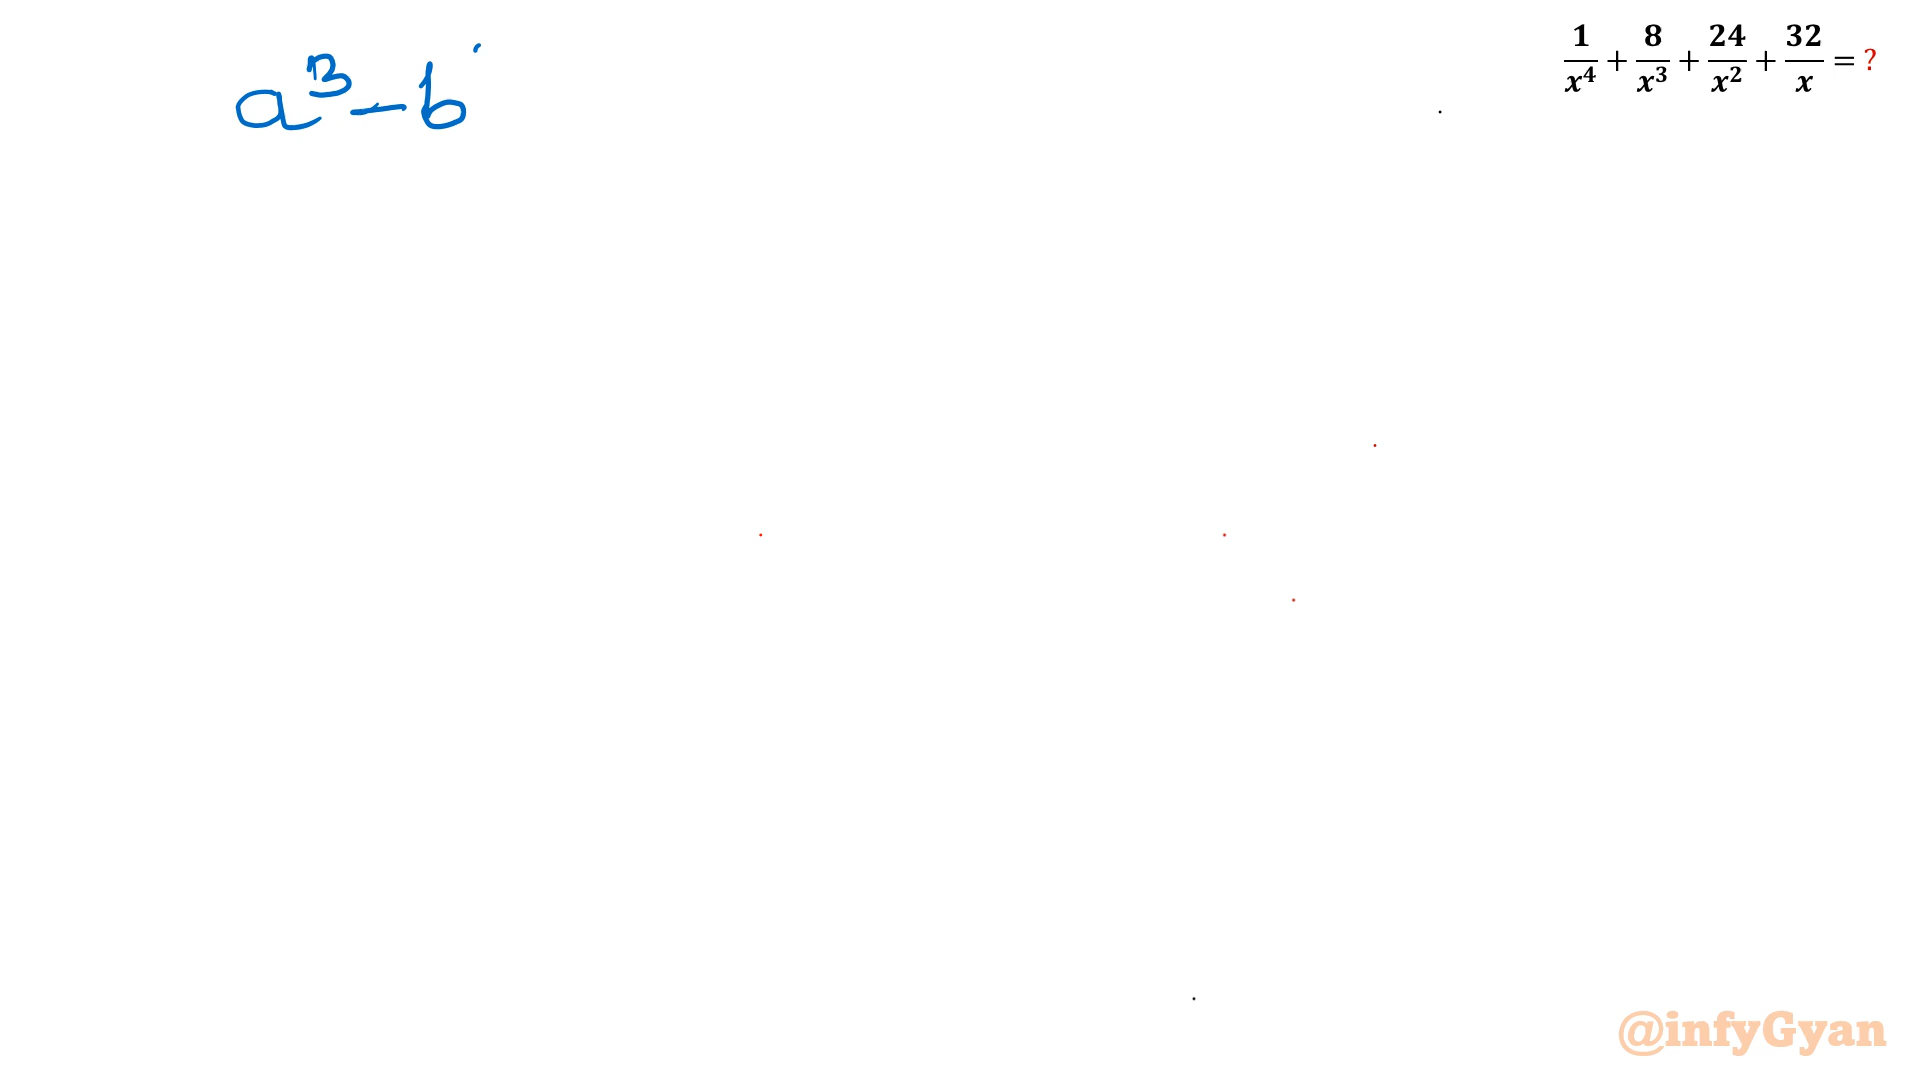 a³ – b
1/x⁴ + 8/x³ + 24/x² + 32/x = ?
@infyGyan